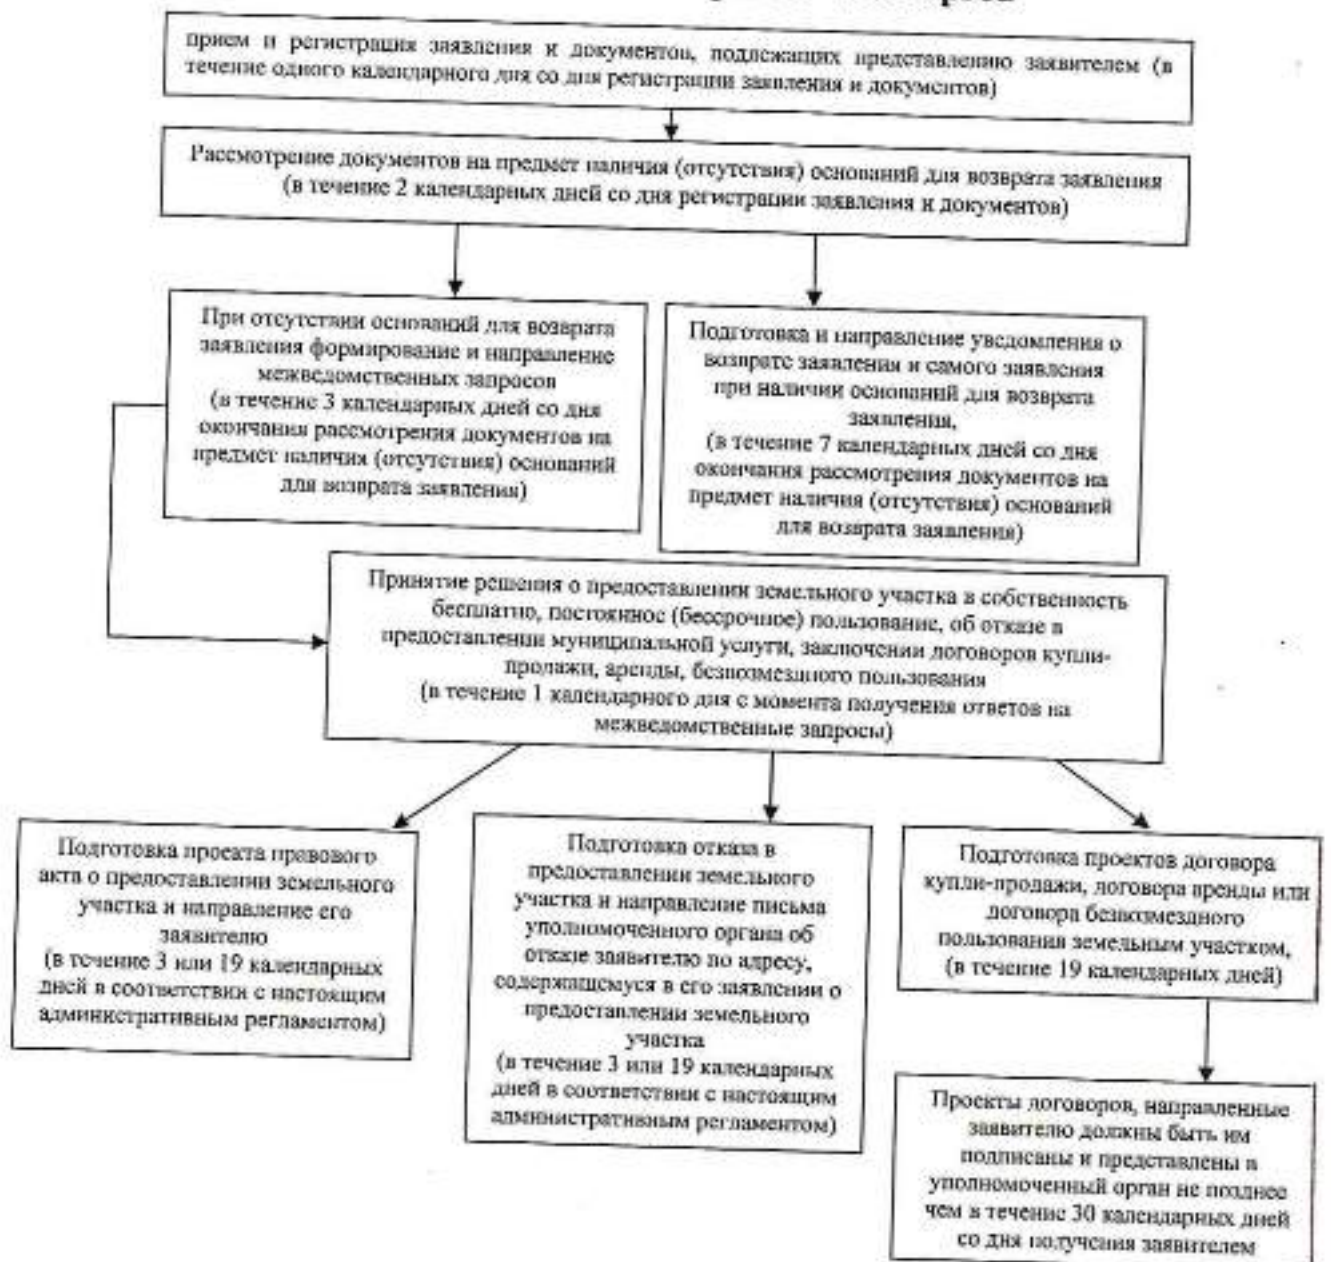 прием и регистрация заявления и документов, подлежащих представлению заявителем (в
течение одного календарного дня со дня регистрации заявления и документов)
Рассмотрение документов на предмет наличия (отсутствия) оснований для возврата заявления
(в течение 2 календарных дней со дня регистрации заявления и документов)
При отсутствии оснований для возврата
заявления формирование и направление
межведомственных запросов
(в течение 3 календарных дней со дня
окончания рассмотрения документов на
предмет наличия (отсутствия) оснований
для возврата заявления)
Подготовка и направление уведомления о
возврате заявления и самого заявления
при наличии оснований для возврата
заявления,
(в течение 7 календарных дней со дня
окончания рассмотрения документов на
предмет наличия (отсутствия) оснований
для возврата заявления)
Принятие решения о предоставлении земельного участка в собственность
бесплатно, постоянное (бессрочное) пользование, об отказе в
предоставлении муниципальной услуги, заключении договоров купли-
продажи, аренды, безвозмездного пользования
(в течение 1 календарного дня с момента получения ответов на
межведомственные запросы)
Подготовка проекта правового
акта о предоставлении земельного
участка и направление его
заявителю
(в течение 3 или 19 календарных
дней в соответствии с настоящим
административным регламентом)
Подготовка отказа в
предоставлении земельного
участка и направление письма
уполномоченного органа об
отказе заявителю по адресу,
содержащемуся в его заявлении о
предоставлении земельного
участка
(в течение 3 или 19 календарных
дней в соответствии с настоящим
административным регламентом)
Подготовка проектов договора
купли-продажи, договора аренды или
договора безвозмездного
пользования земельным участком,
(в течение 19 календарных дней)
Проекты договоров, направленные
заявителю должны быть им
подписаны и представлены в
уполномоченный орган не позднее
чем в течение 30 календарных дней
со дня получения заявителем